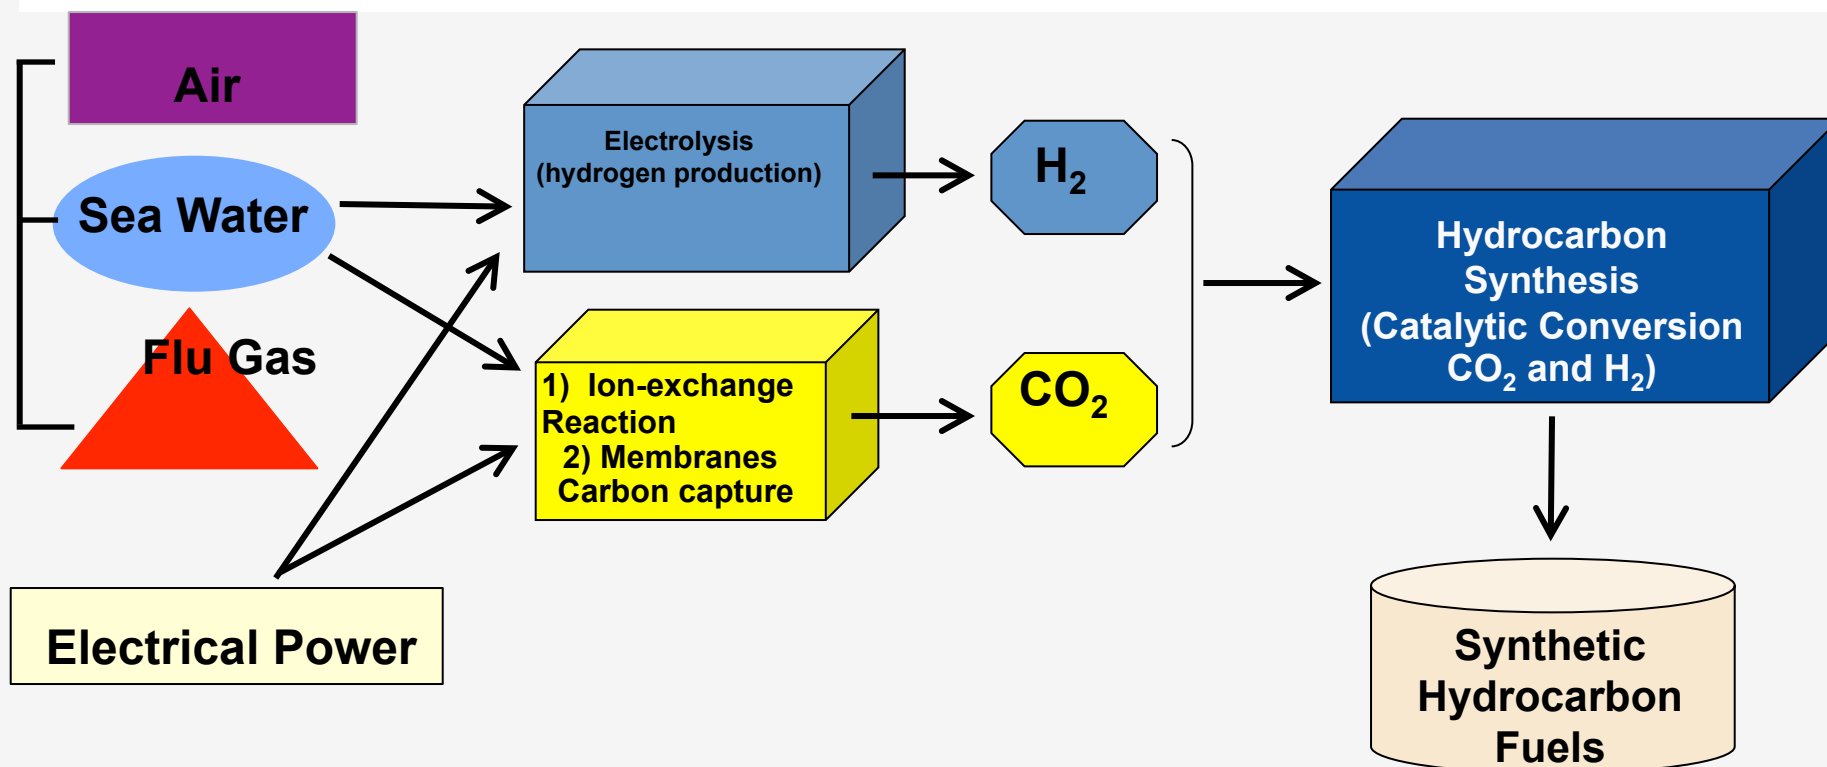 Air
Sea Water
Flu Gas
Electrical Power
Electrolysis
(hydrogen production)
1) Ion-exchange
Reaction
2) Membranes
Carbon capture
H₂
CO₂
Hydrocarbon
Synthesis
(Catalytic Conversion
CO₂ and H₂)
Synthetic
Hydrocarbon
Fuels